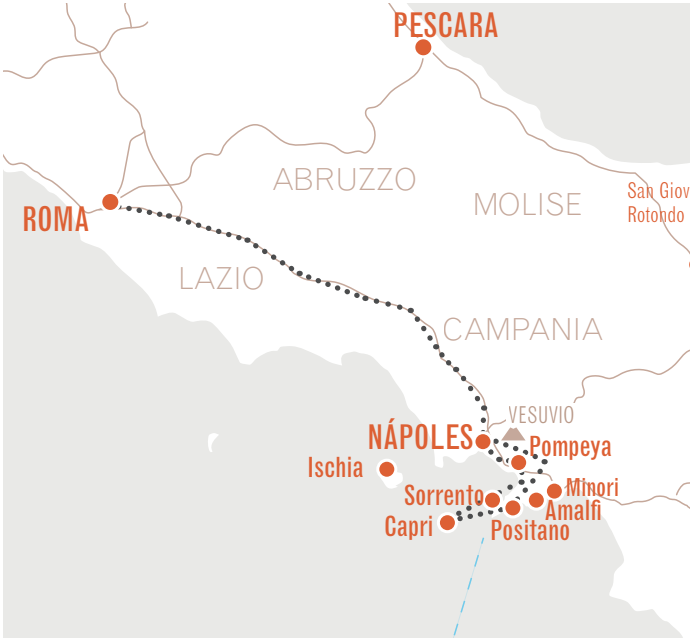 PESCARA
ABRUZZO
MOLISE
San Giov
Rotondo
ROMA
LAZIO
CAMPANIA
VESUVIO
NÁPOLES
Pompeya
Ischia
Minori
Sorrento
Amalfi
Capri
Positano